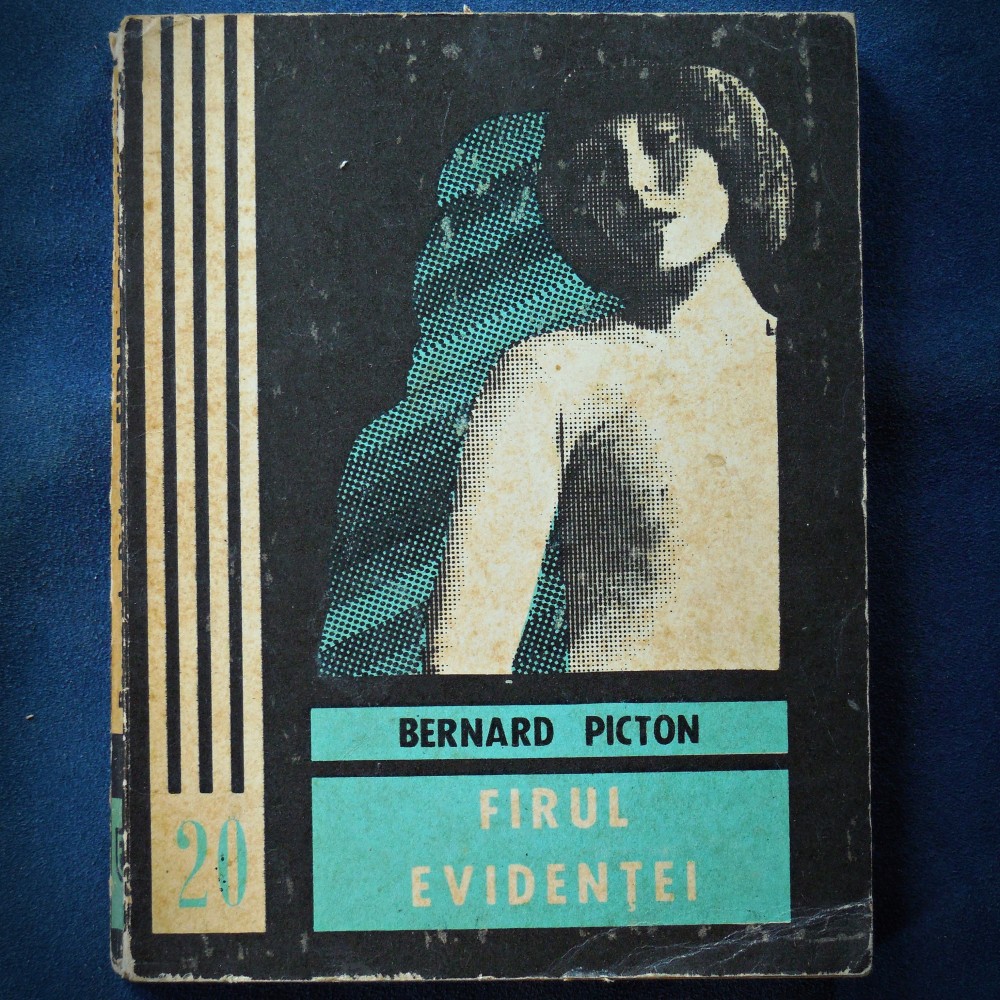 BERNARD PICTON
FIRUL
EVIDENȚEI
20